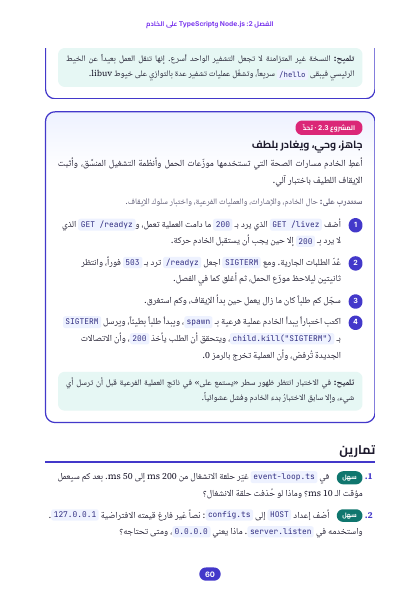 الفصل 2: Node.js وTypeScript على الخادم
تلميح: النسخة غير المتزامنة لا تجعل التشفير الواحد أسرع. إنها تنقل العمل بعيداً عن الخيط
الرئيسي فيبقى /hello سريعاً، وتشغّل عمليات تشفير عدة بالتوازي على خيوط libuv.
المشروع 2.3 · تحدٍّ
جاهز، وحي، ويغادر بلطف
أعطِ الخادم مسارات الصحة التي تستخدمها موزّعات الحمل وأنظمة التشغيل المنسَّق، وأثبت
الإيقاف اللطيف باختبار آلي.
ستتدرب على: حال الخادم، والإشارات، والعمليات الفرعية، واختبار سلوك الإيقاف.
1 أضف GET /livez الذي يرد بـ 200 ما دامت العملية تعمل، و GET /readyz الذي
لا يرد بـ 200 إلا حين يجب أن يستقبل الخادم حركة.
2 عُدّ الطلبات الجارية. ومع SIGTERM اجعل /readyz ترد بـ 503 فوراً، وانتظر
ثانيتين ليلاحظ موزّع الحمل، ثم أغلق كما في الفصل.
3 سجّل كم طلباً كان ما زال يعمل حين بدأ الإيقاف، وكم استغرق.
4 اكتب اختباراً يبدأ الخادم عملية فرعية بـ spawn ، ويبدأ طلباً بطيئاً، ويرسل SIGTERM
بـ child.kill("SIGTERM") ، ويتحقق أن الطلب يأخذ 200 ، وأن الاتصالات
الجديدة تُرفض، وأن العملية تخرج بالرمز 0.
تلميح: في الاختبار انتظر ظهور سطر «يستمع على» في ناتج العملية الفرعية قبل أن ترسل أي
شيء، وإلا سابق الاختبارُ بدء الخادم وفشل عشوائياً.
تمارين
1. سهل في event-loop.ts غيّر حلقة الانشغال من 200 ms إلى 50 ms. بعد كم سيعمل
مؤقت الـ 10 ms؟ وماذا لو حُذفت حلقة الانشغال؟
2. سهل أضف إعداد HOST إلى config.ts : نصاً غير فارغ قيمته الافتراضية 127.0.0.1 .
واستخدمه في server.listen . ماذا يعني 0.0.0.0 ، ومتى تحتاجه؟
60